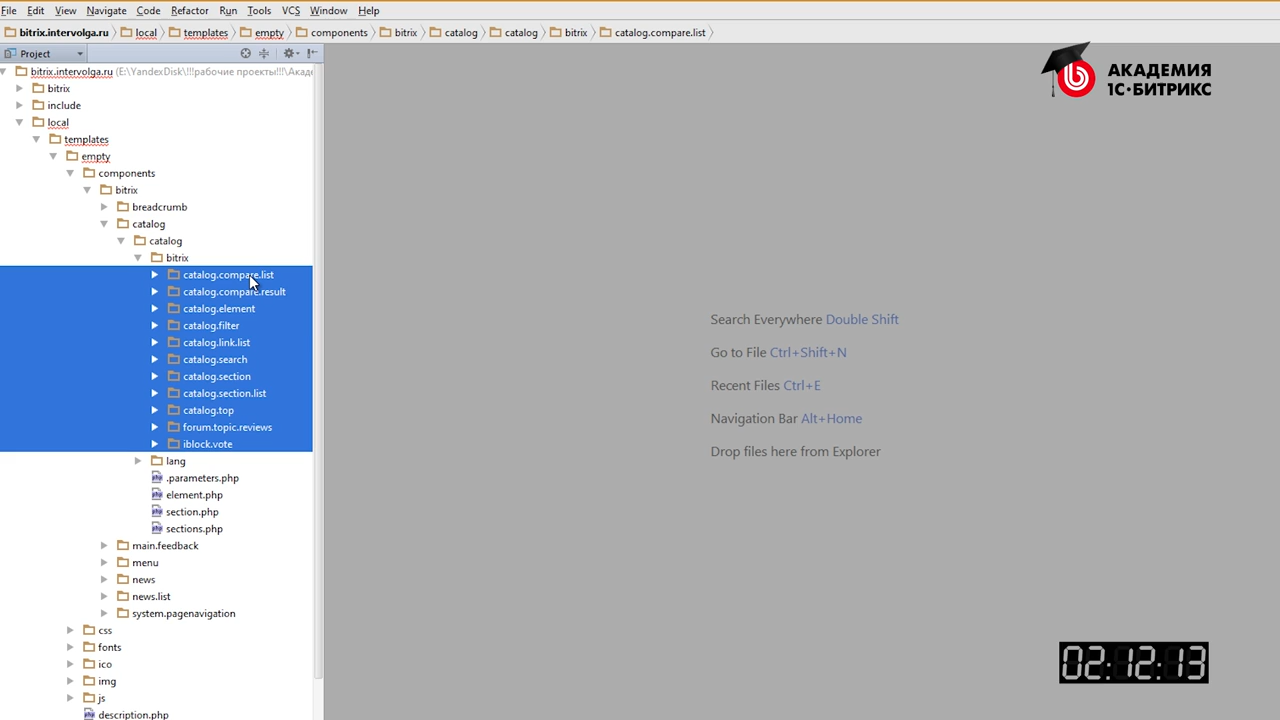 File Edit View Navigate Code Refactor Run Tools VCS Window Help
bitrix.intervolga.ru local templates empty components bitrix catalog catalog bitrix catalog.compare.list
Project
bitrix.intervolga.ru (E:\YandexDisk\!!!рабочие проекты!!!\Акаде
bitrix
include
local
templates
empty
components
bitrix
breadcrumb
catalog
catalog
bitrix
catalog.compare.list
catalog.compare.result
catalog.element
catalog.filter
catalog.link.list
catalog.search
catalog.section
catalog.section.list
catalog.top
forum.topic.reviews
iblock.vote
lang
.parameters.php
element.php
section.php
sections.php
main.feedback
menu
news
news.list
system.pagenavigation
css
fonts
ico
img
js
description.php
Search Everywhere Double Shift
Go to File Ctrl+Shift+N
Recent Files Ctrl+E
Navigation Bar Alt+Home
Drop files here from Explorer
АКАДЕМИЯ
1С·БИТРИКС
02:12:13